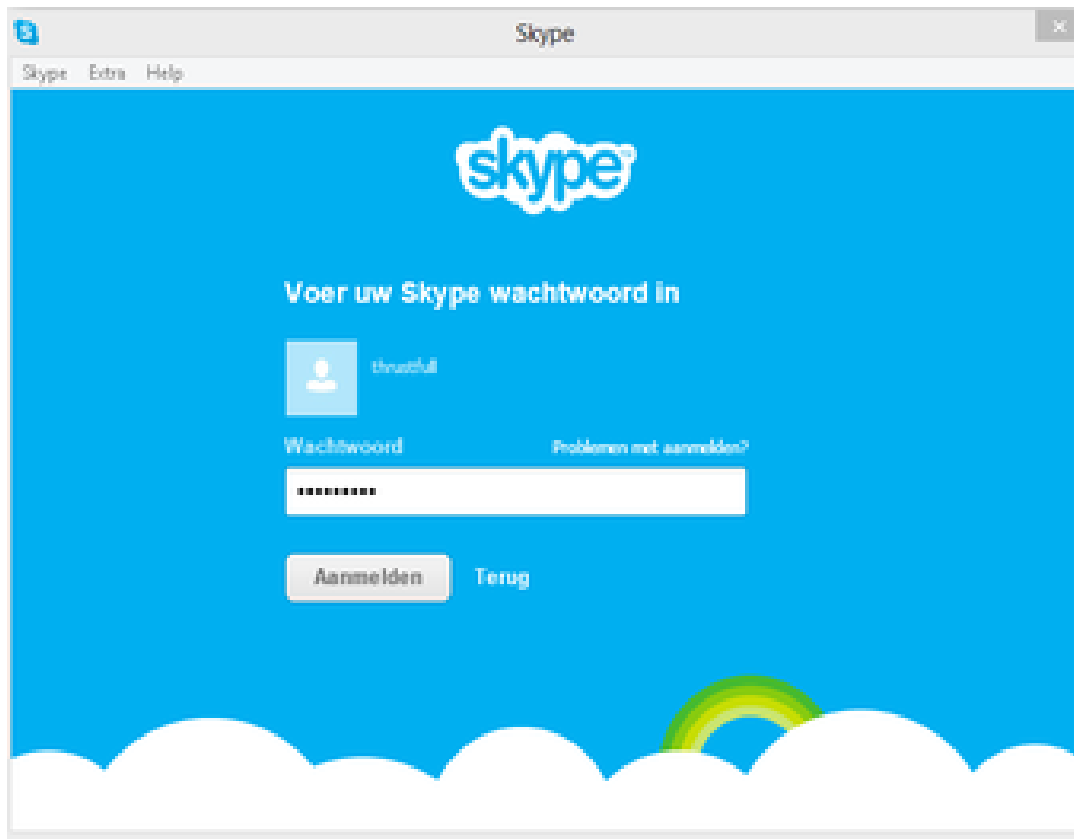 Skype
Skype Extra Help
skype
Voer uw Skype wachtwoord in
thrustfull
Wachtwoord Problemen met aanmelden?
Aanmelden Terug